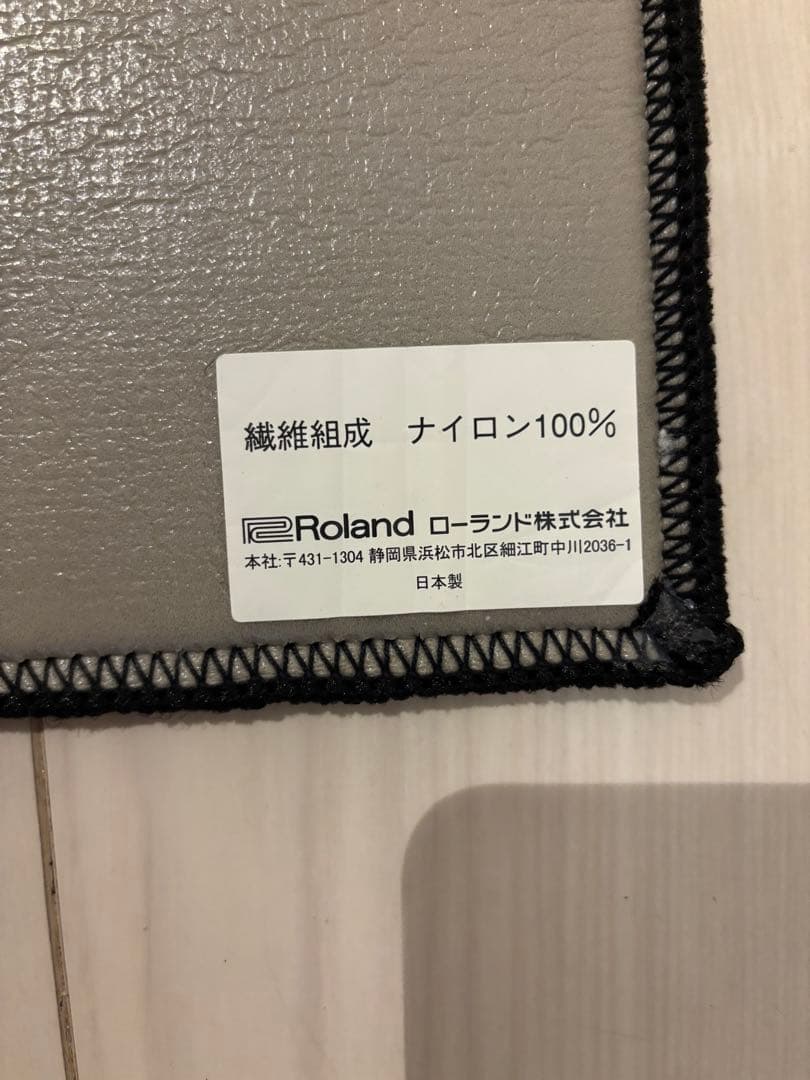 繊維組成　ナイロン100%
Roland ローランド株式会社
本社:〒431-1304 静岡県浜松市北区細江町中川2036-1
日本製